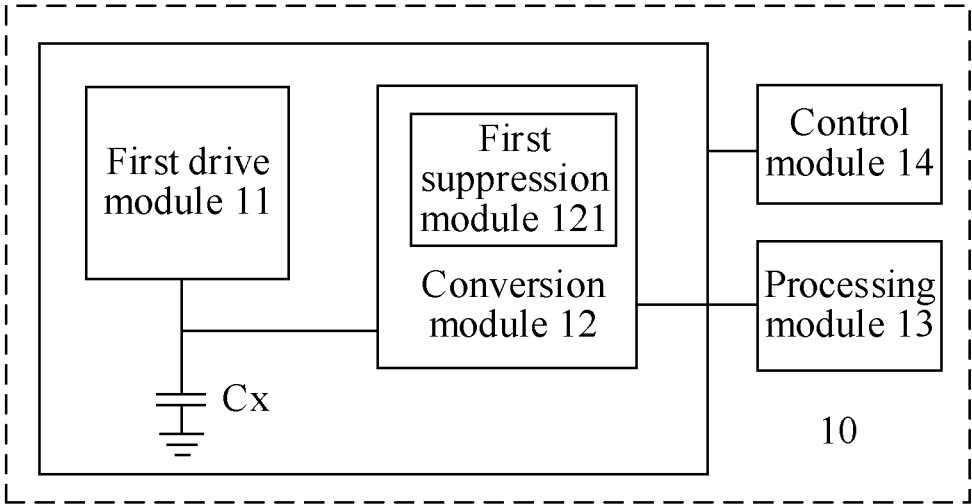 First drive
module 11
First
suppression
module 121
Conversion
module 12
Control
module 14
Processing
module 13
Cx
10